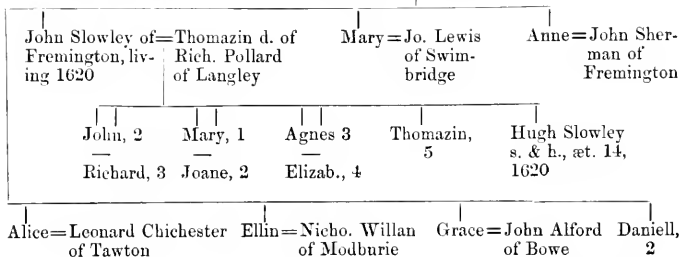 John Slowley of=Thomazin d. of Mary=Jo. Lewis Anne=John Sher-
Fremington, liv- Rich. Pollard of Swim- man of
ing 1620 of Langley bridge Fremington
John, 2 Mary, 1 Agnes 3 Thomazin, Hugh Slowley
— — — 5 s. & h., æt. 14,
Richard, 3 Joane, 2 Elizab., 4 1620
Alice=Leonard Chichester Ellin=Nicho. Willan Grace=John Alford Daniell,
of Tawton of Modburie of Bowe 2